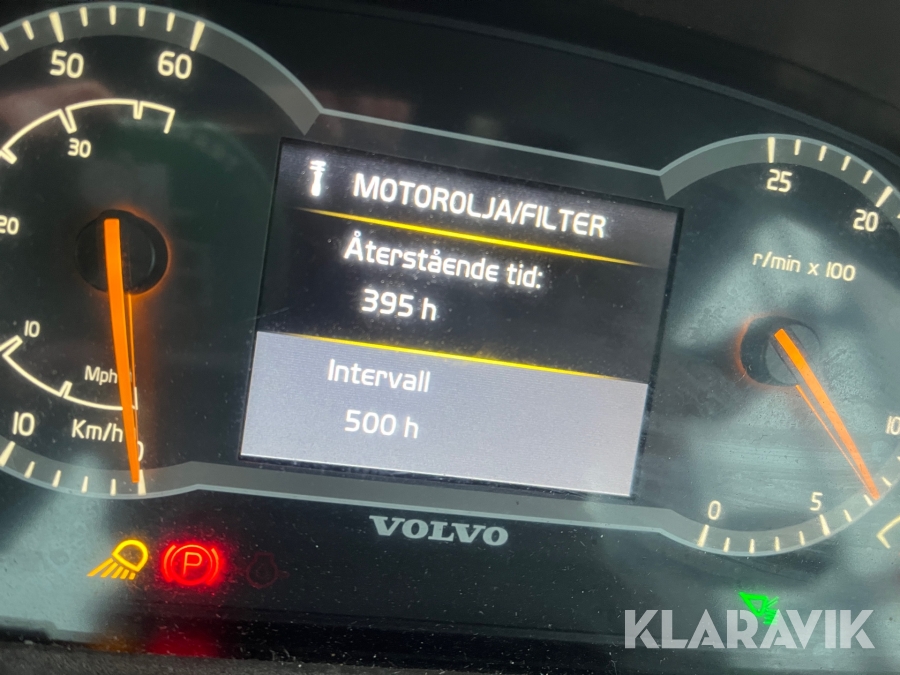 50
60
30
20
10
Mph
10
Km/h
0
MOTOROLJA/FILTER
Återstående tid:
395 h
Intervall
500 h
VOLVO
25
20
r/min x 100
10
5
0
P
KLARAVIK